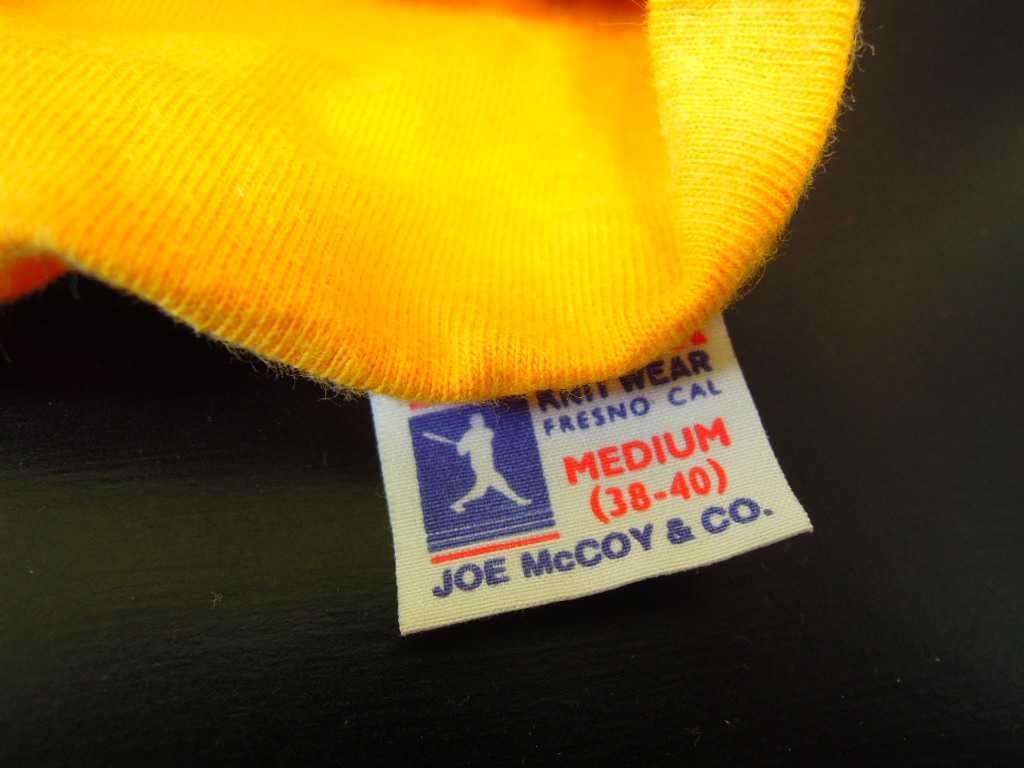 KNIT WEAR
FRESNO CAL
MEDIUM
(38-40)
JOE McCOY & CO.